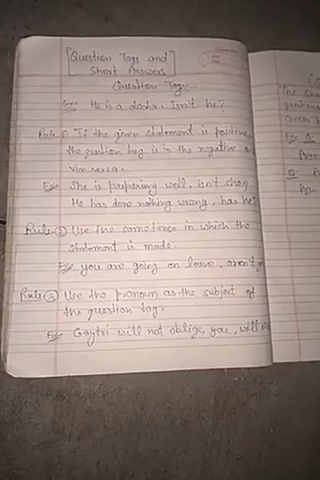 Question Tags and
Short Answers
Question Tags
Ex: He is a Isn't he?
Rule ① If the given statement is positive
the question tag is in the negative
vice versa.
Ex: She is preparing well, isn't she?
He has done nothing wrong, has he?
Rule ② Use the same tense in which the
statement is made.
Ex: you are going on leave, aren't
Rule ③ Use the pronoun as the subject of
the question tag.
Ex: will not oblige you, will
The